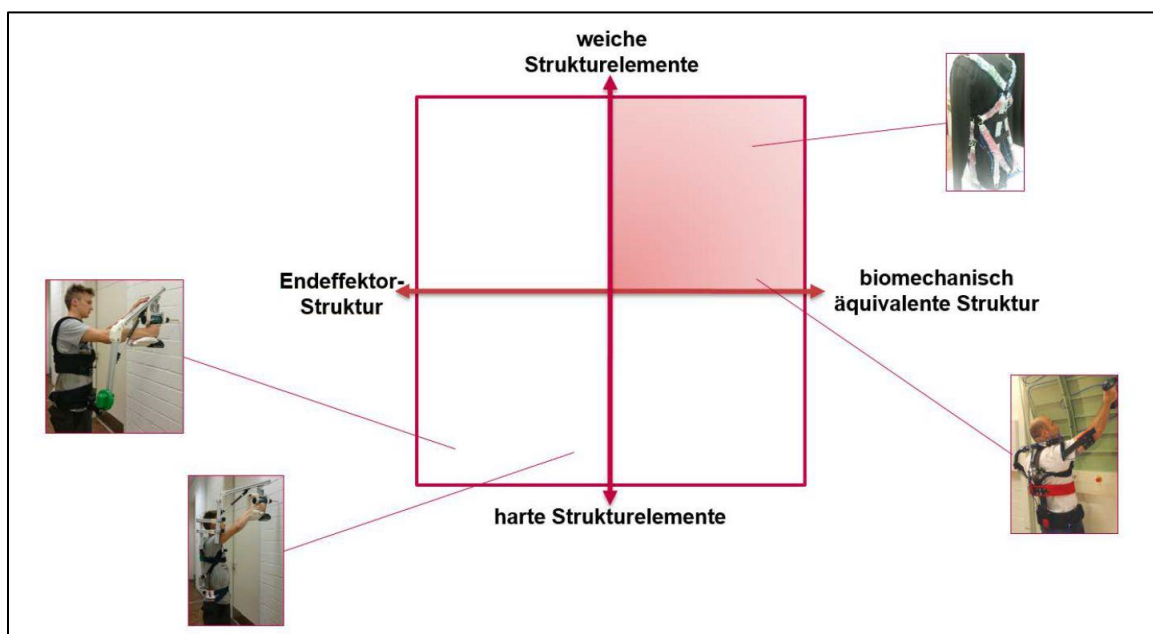 weiche
Strukturelemente
Endeffektor-
Struktur
biomechanisch
äquivalente Struktur
harte Strukturelemente